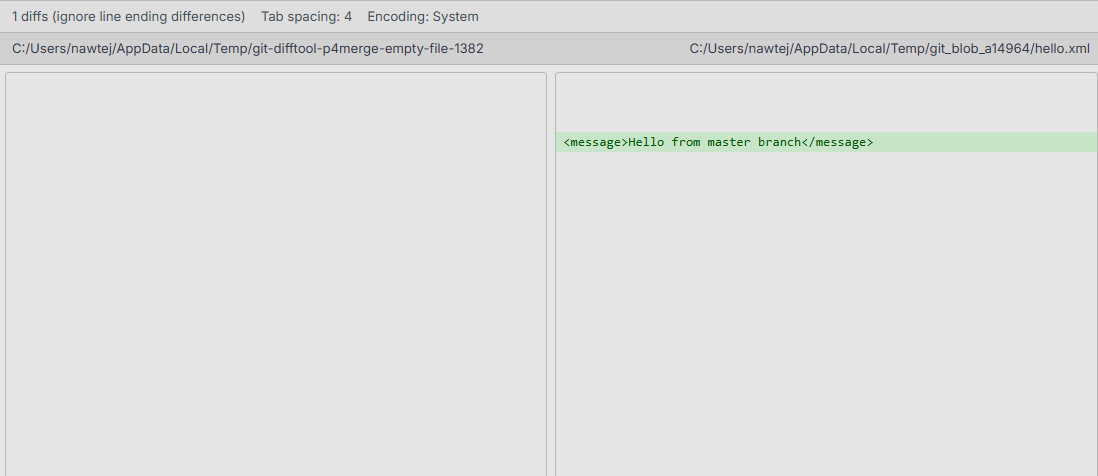 1 diffs (ignore line ending differences) Tab spacing: 4 Encoding: System
C:/Users/nawtej/AppData/Local/Temp/git-difftool-p4merge-empty-file-1382 C:/Users/nawtej/AppData/Local/Temp/git_blob_a14964/hello.xml
<message>Hello from master branch</message>